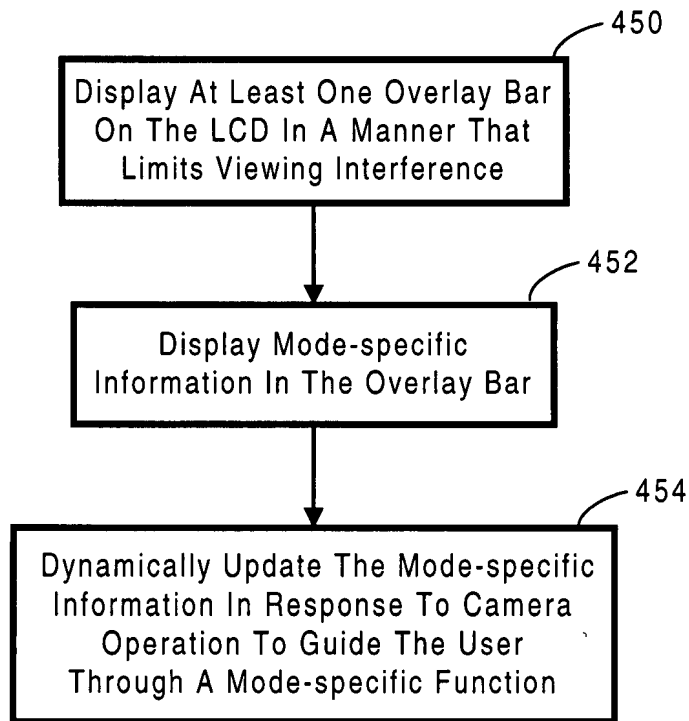 450
Display At Least One Overlay Bar
On The LCD In A Manner That
Limits Viewing Interference
452
Display Mode-specific
Information In The Overlay Bar
454
Dynamically Update The Mode-specific
Information In Response To Camera
Operation To Guide The User
Through A Mode-specific Function